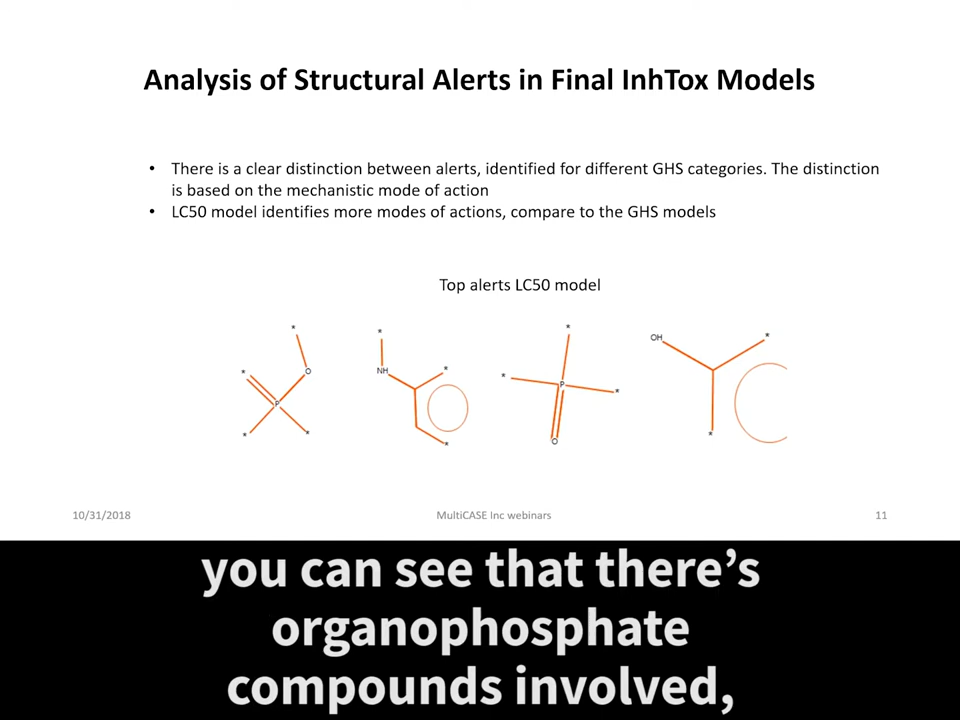 Analysis of Structural Alerts in Final InhTox Models
• There is a clear distinction between alerts, identified for different GHS categories. The distinction
is based on the mechanistic mode of action
• LC50 model identifies more modes of actions, compare to the GHS models
Top alerts LC50 model
* O * P * *
* NH * *
* * P * O
OH * *
10/31/2018 MultiCASE Inc webinars 11
you can see that there’s
organophosphate
compounds involved,